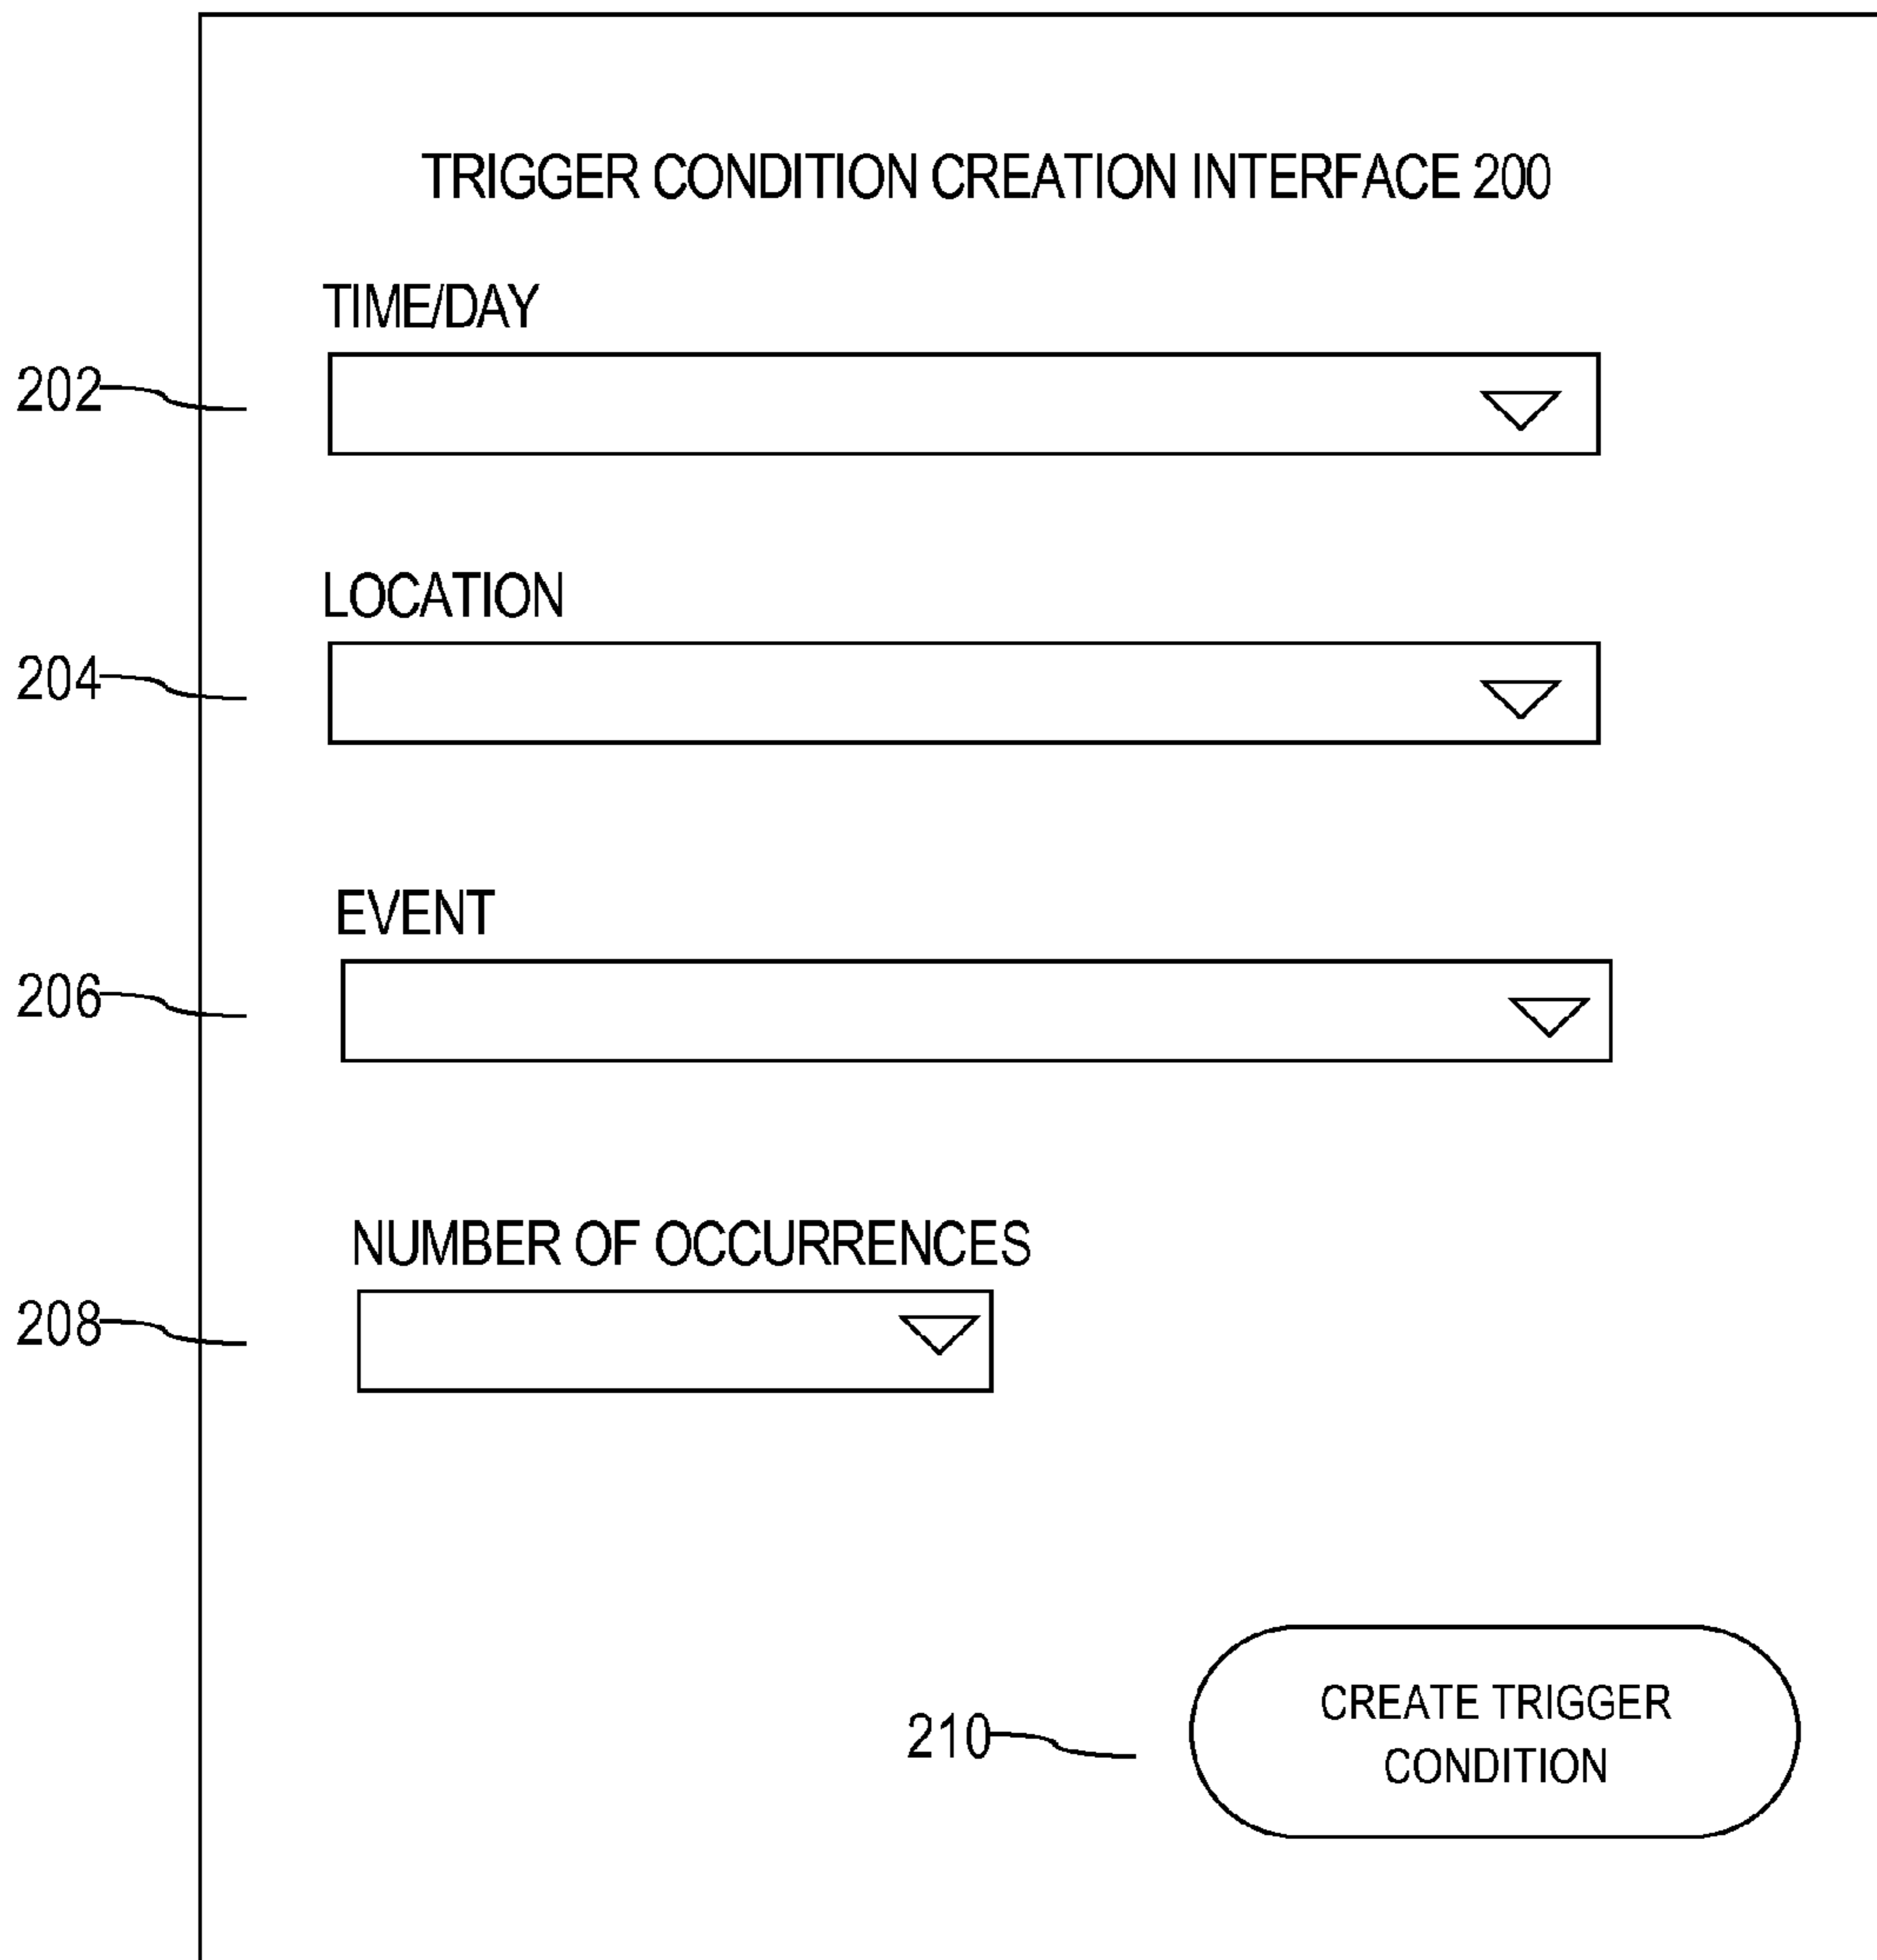 TRIGGER CONDITION CREATION INTERFACE 200
TIME/DAY
202
LOCATION
204
EVENT
206
NUMBER OF OCCURRENCES
208
CREATE TRIGGER
210
CONDITION